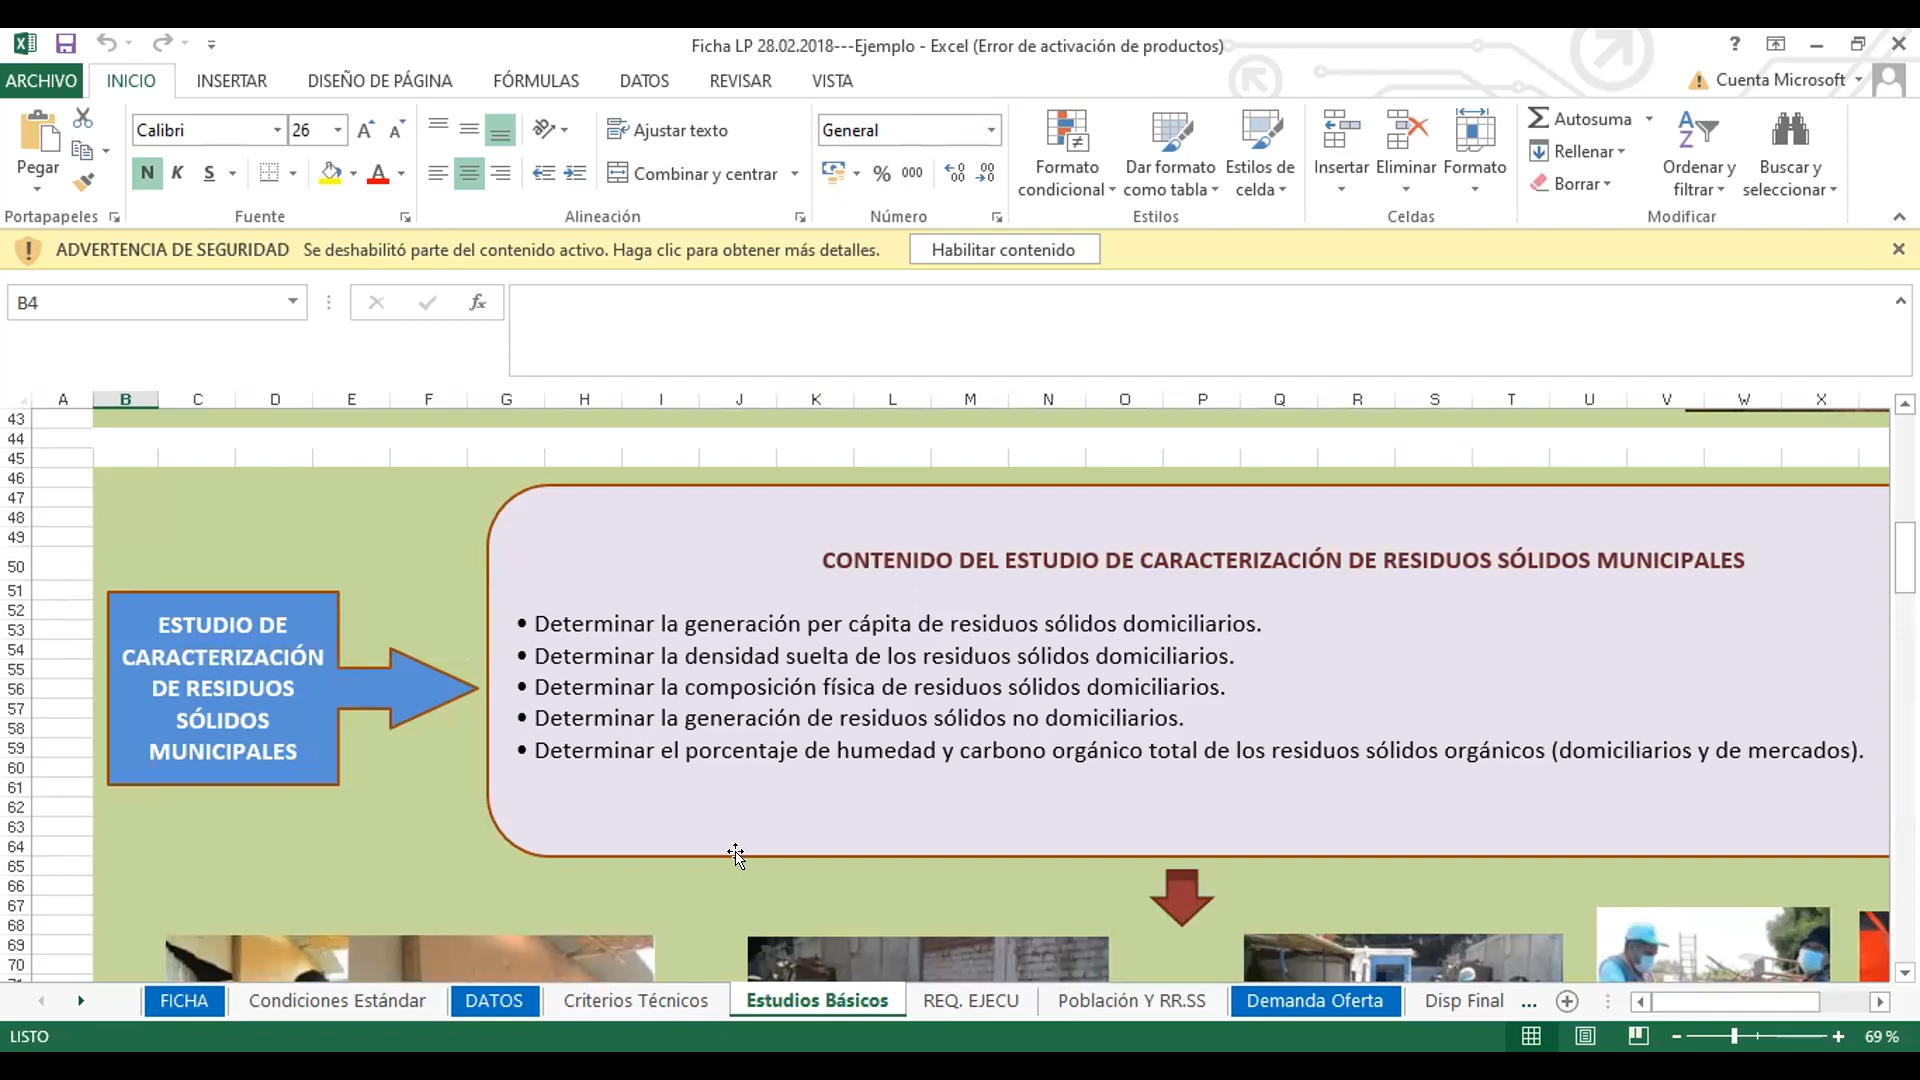 Ficha LP 28.02.2018---Ejemplo - Excel (Error de activación de productos)
?
ARCHIVO INICIO INSERTAR DISEÑO DE PÁGINA FÓRMULAS DATOS REVISAR VISTA Cuenta Microsoft
Calibri 26 Ajustar texto General Autosuma
Pegar Formato condicional Dar formato como tabla Estilos de celda Insertar Eliminar Formato Rellenar Ordenar y filtrar Buscar y seleccionar
N K S A Combinar y centrar % 000 Borrar
Portapapeles Fuente Alineación Número Estilos Celdas Modificar
ADVERTENCIA DE SEGURIDAD Se deshabilitó parte del contenido activo. Haga clic para obtener más detalles. Habilitar contenido
B4 fx
A B C D E F G H I J K L M N O P Q R S T U V W X
43
44
45
46
47
48
49
50
51
52
53
54
55
56
57
58
59
60
61
62
63
64
65
66
67
68
69
70
ESTUDIO DE
CARACTERIZACIÓN
DE RESIDUOS
SÓLIDOS
MUNICIPALES
CONTENIDO DEL ESTUDIO DE CARACTERIZACIÓN DE RESIDUOS SÓLIDOS MUNICIPALES
• Determinar la generación per cápita de residuos sólidos domiciliarios.
• Determinar la densidad suelta de los residuos sólidos domiciliarios.
• Determinar la composición física de residuos sólidos domiciliarios.
• Determinar la generación de residuos sólidos no domiciliarios.
• Determinar el porcentaje de humedad y carbono orgánico total de los residuos sólidos orgánicos (domiciliarios y de mercados).
FICHA Condiciones Estándar DATOS Criterios Técnicos Estudios Básicos REQ. EJECU Población Y RR.SS Demanda Oferta Disp Final ...
LISTO 69 %